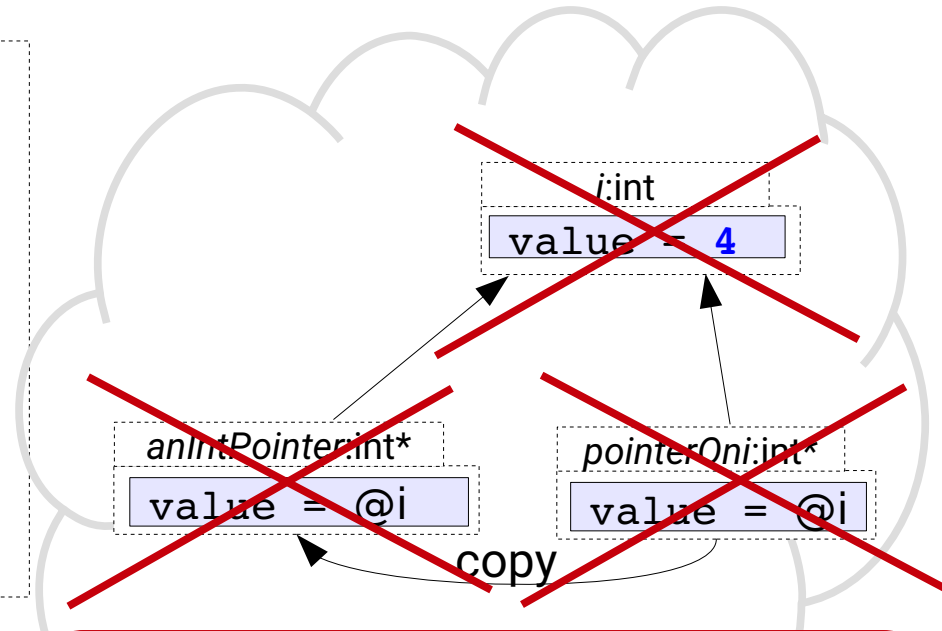 i:int
value = 4
anIntPointer:int*
value = @i
pointerOni:int*
value = @i
copy